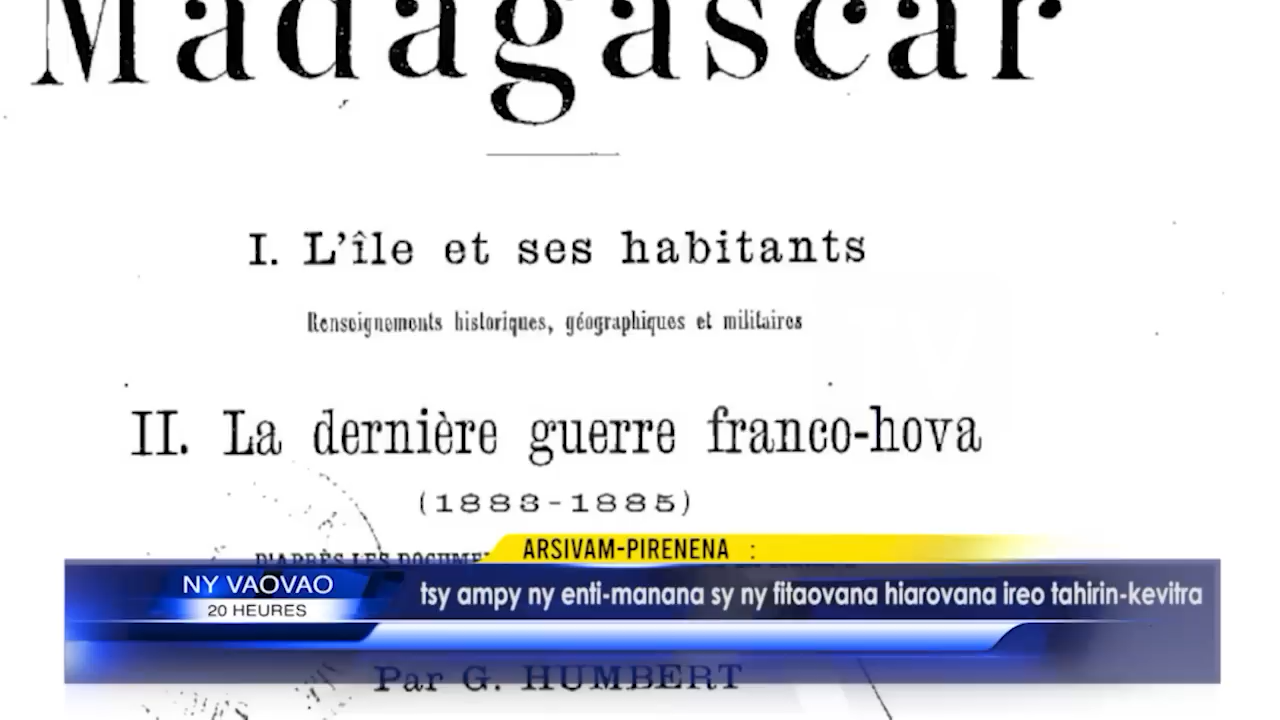 Madagascar
I. L'île et ses habitants
Renseignements historiques, géographiques et militaires
II. La dernière guerre franco-hova
(1883-1885)
D'APRÈS LES
ARSIVAM-PIRENENA :
NY VAOVAO
20 HEURES
tsy ampy ny enti-manana sy ny fitaovana hiarovana ireo tahirin-kevitra
Par G. HUMBERT
TV